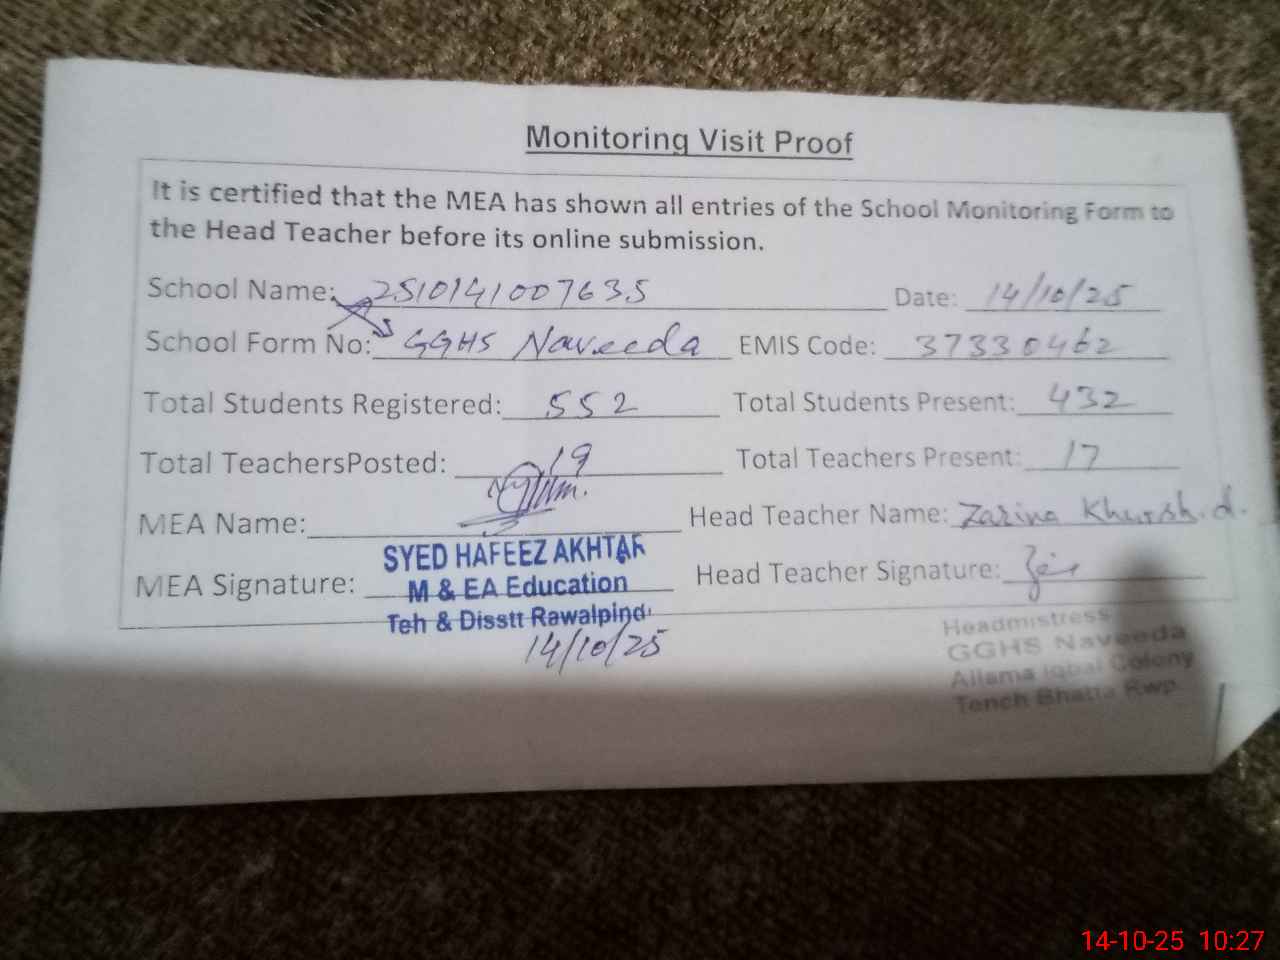 Monitoring Visit Proof
It is certified that the MEA has shown all entries of the School Monitoring Form to
the Head Teacher before its online submission.
School Name: 2510141007635 Date: 14/10/25
School Form No: GGHS Naveeda EMIS Code: 37330462
Total Students Registered: 552 Total Students Present: 432
Total TeachersPosted: 19 Total Teachers Present: 17
MEA Name: Head Teacher Name: Zarina Khurshid.
MEA Signature: Head Teacher Signature:
SYED HAFEEZ AKHTAR
M & EA Education
Teh & Disstt Rawalpindi
14/10/25
Headmistress
GGHS Naveeda
Allama Iqbal Colony
Tench Bhatta Rwp.
14-10-25 10:27